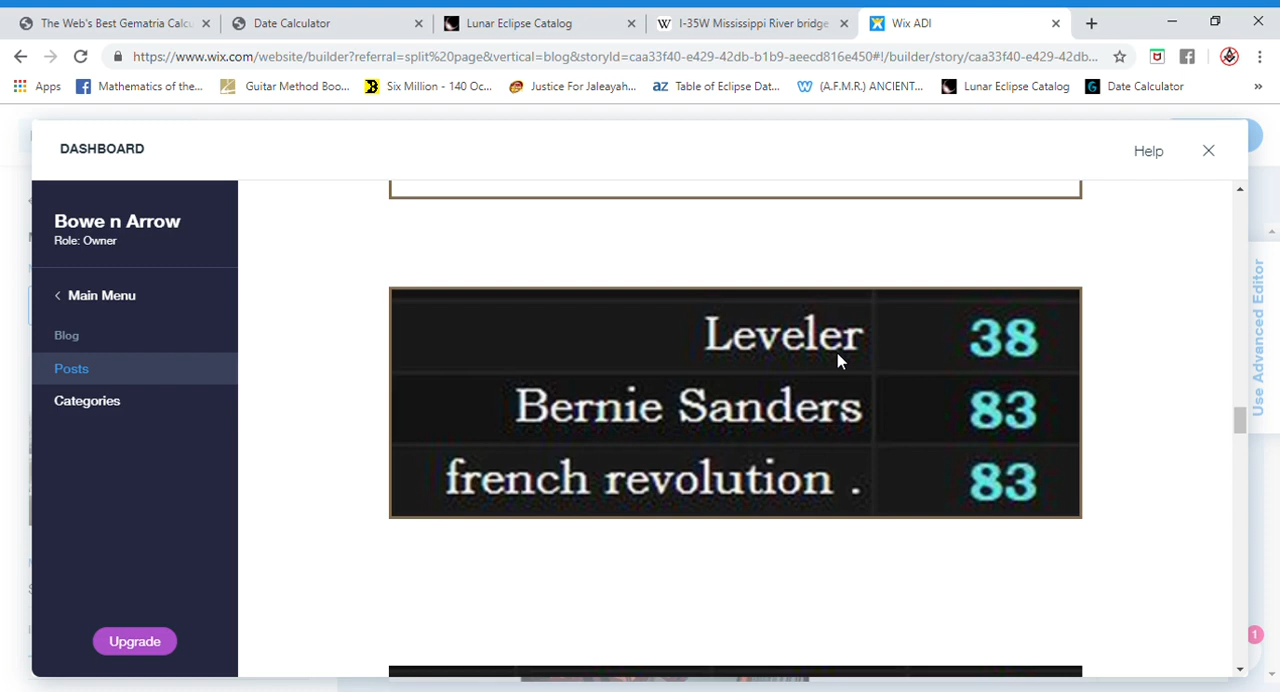 The Web's Best Gematria Calcu
Date Calculator
Lunar Eclipse Catalog
I-35W Mississippi River bridge
Wix ADI
https://www.wix.com/website/builder?referral=split%20page&vertical=blog&storyId=caa33f40-e429-42db-b1b9-aeecd816e450#!/builder/story/caa33f40-e429-42db...
Apps
Mathematics of the...
Guitar Method Boo...
Six Million - 140 Oc...
Justice For Jaleayah...
Table of Eclipse Dat...
(A.F.M.R.) ANCIENT...
Lunar Eclipse Catalog
Date Calculator
DASHBOARD
Help
Bowe n Arrow
Role: Owner
Main Menu
Blog
Posts
Categories
Upgrade
Leveler 38
Bernie Sanders 83
french revolution . 83
Use Advanced Editor
1